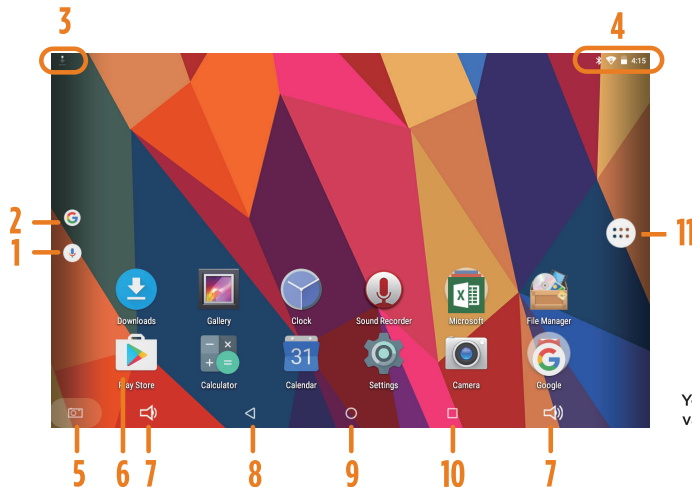 3
4
4:15
2
1
11
Downloads Gallery Clock Sound Recorder Microsoft File Manager
31
Play Store Calculator Calendar Settings Camera Google
5 6 7 8 9 10 7